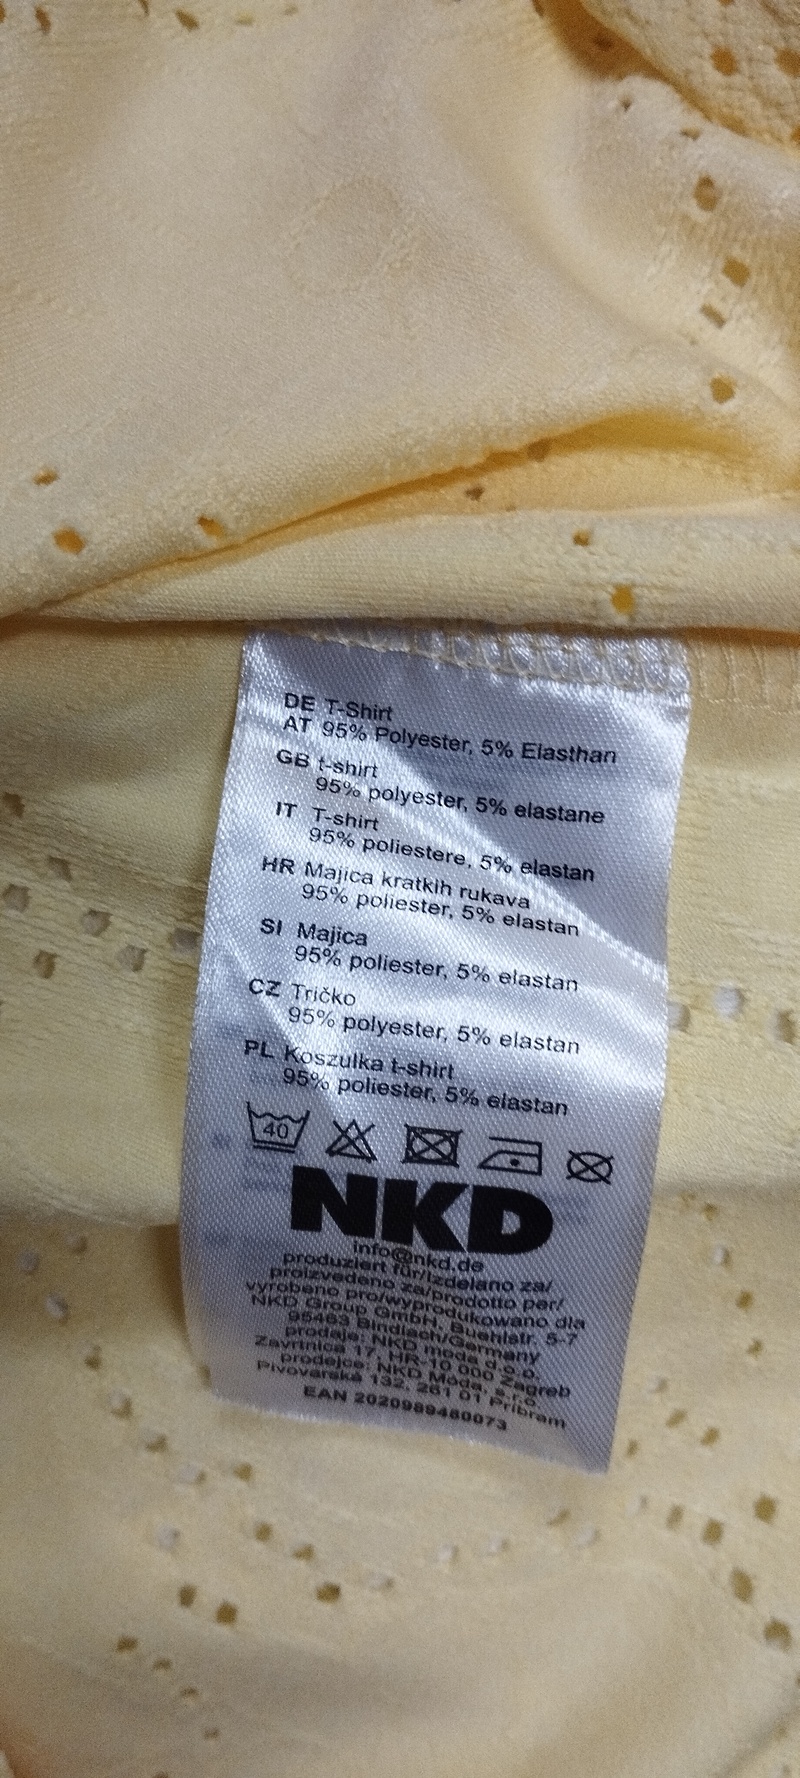 DE T-Shirt
AT 95% Polyester, 5% Elasthan
GB t-shirt
95% polyester, 5% elastane
IT T-shirt
95% poliestere, 5% elastan
HR Majica kratkih rukava
95% poliester, 5% elastan
SI Majica
95% poliester, 5% elastan
CZ Tričko
95% polyester, 5% elastan
PL Koszulka t-shirt
95% poliester, 5% elastan
40
NKD
info@nkd.de
produziert für/izdelano za/
proizvedeno za/prodotto per/
vyrobeno pro/wyprodukowano dla
NKD Group GmbH, Buehlstr. 5-7
95463 Bindlach/Germany
prodaje: NKD moda d.o.o.
Zavrtnica 17, HR-10 000 Zagreb
prodejce: NKD Moda, s.r.o.
Pivovarská 132, 261 01 Pribram
EAN 2020989480073